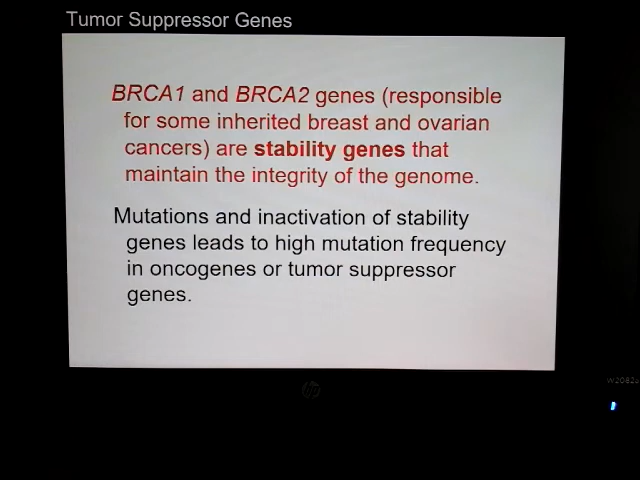 Tumor Suppressor Genes
BRCA1 and BRCA2 genes (responsible
for some inherited breast and ovarian
cancers) are stability genes that
maintain the integrity of the genome.
Mutations and inactivation of stability
genes leads to high mutation frequency
in oncogenes or tumor suppressor
genes.
hp
W2082a